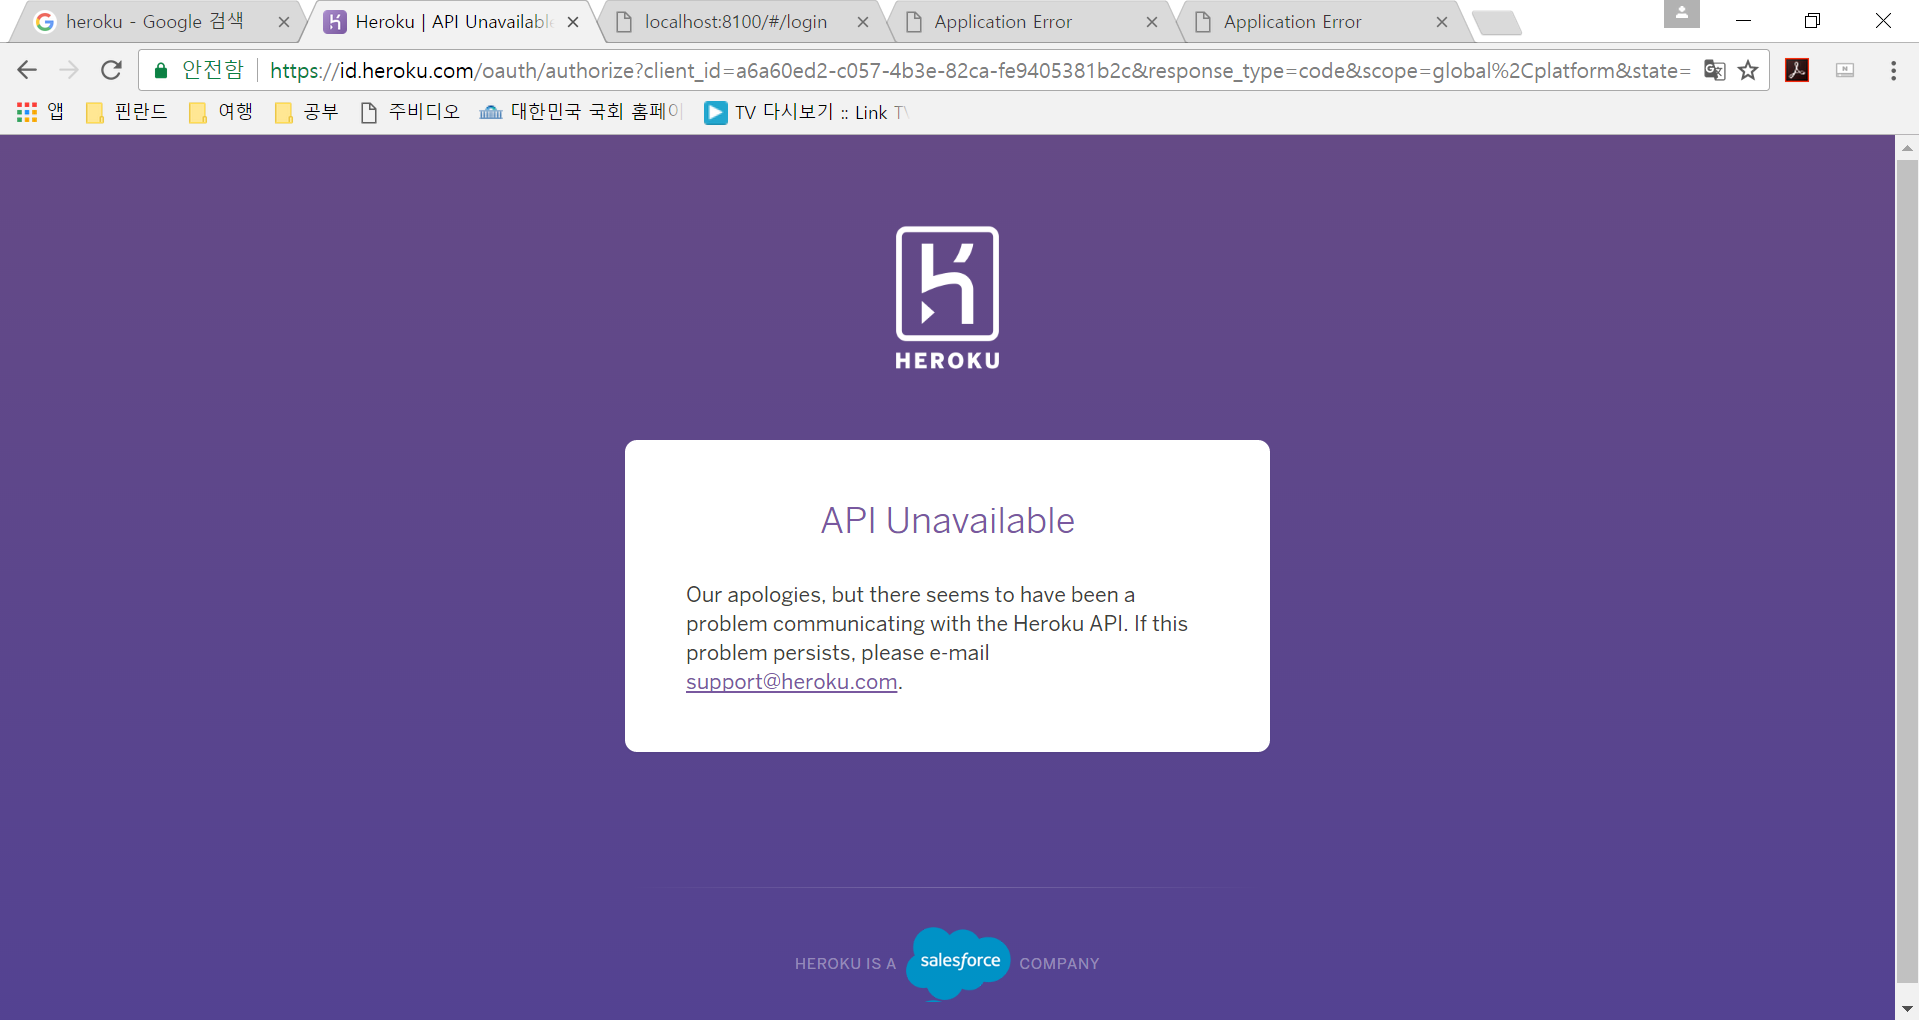 heroku - Google 검색
Heroku | API Unavailable
localhost:8100/#/login
Application Error
Application Error
안전함
https://id.heroku.com/oauth/authorize?client_id=a6a60ed2-c057-4b3e-82ca-fe9405381b2c&response_type=code&scope=global%2Cplatform&state=
앱
핀란드
여행
공부
주비디오
대한민국 국회 홈페이
TV 다시보기 :: Link TV
HEROKU
API Unavailable
Our apologies, but there seems to have been a
problem communicating with the Heroku API. If this
problem persists, please e-mail
support@heroku.com.
HEROKU IS A salesforce COMPANY